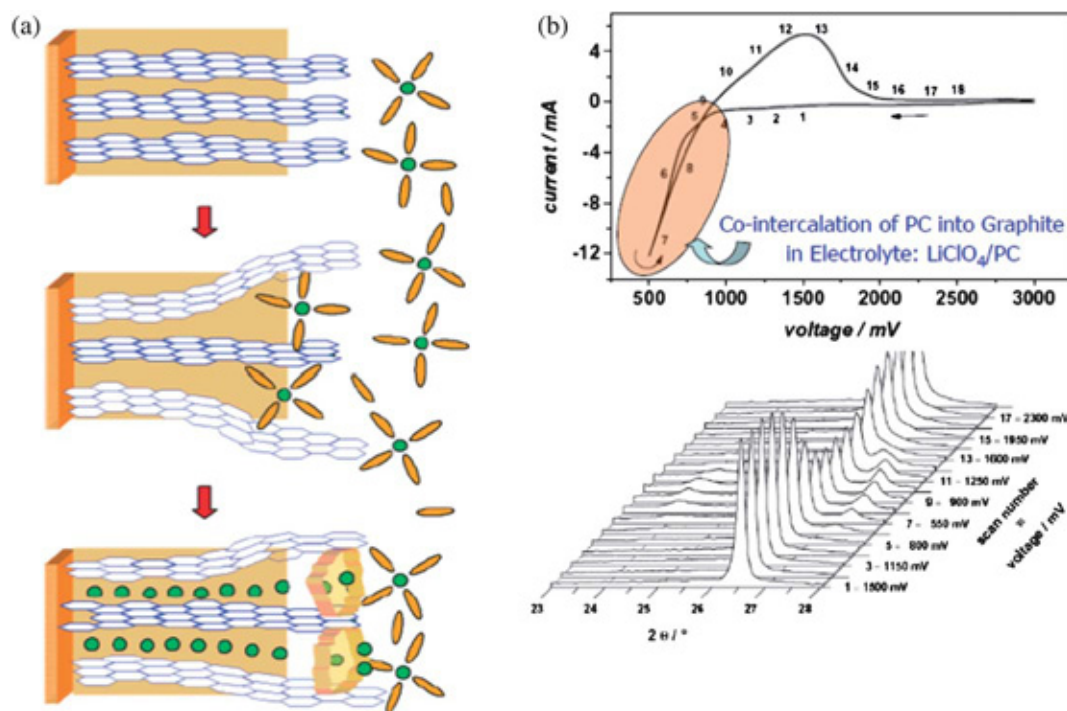 (a)
(b)
4
0
-4
-8
-12
current / mA
12 13
11
10
14
15
16
17
18
9
5
4
3
2
1
6
8
7
Co-intercalation of PC into Graphite
in Electrolyte: LiClO4/PC
500 1000 1500 2000 2500 3000
voltage / mV
17 = 2300 mV
15 = 1950 mV
13 = 1600 mV
11 = 1250 mV
9 = 900 mV
7 = 550 mV
5 = 800 mV
3 = 1150 mV
1 = 1500 mV
scan number
=
voltage / mV
23 24 25 26 27 28
2 Θ / °